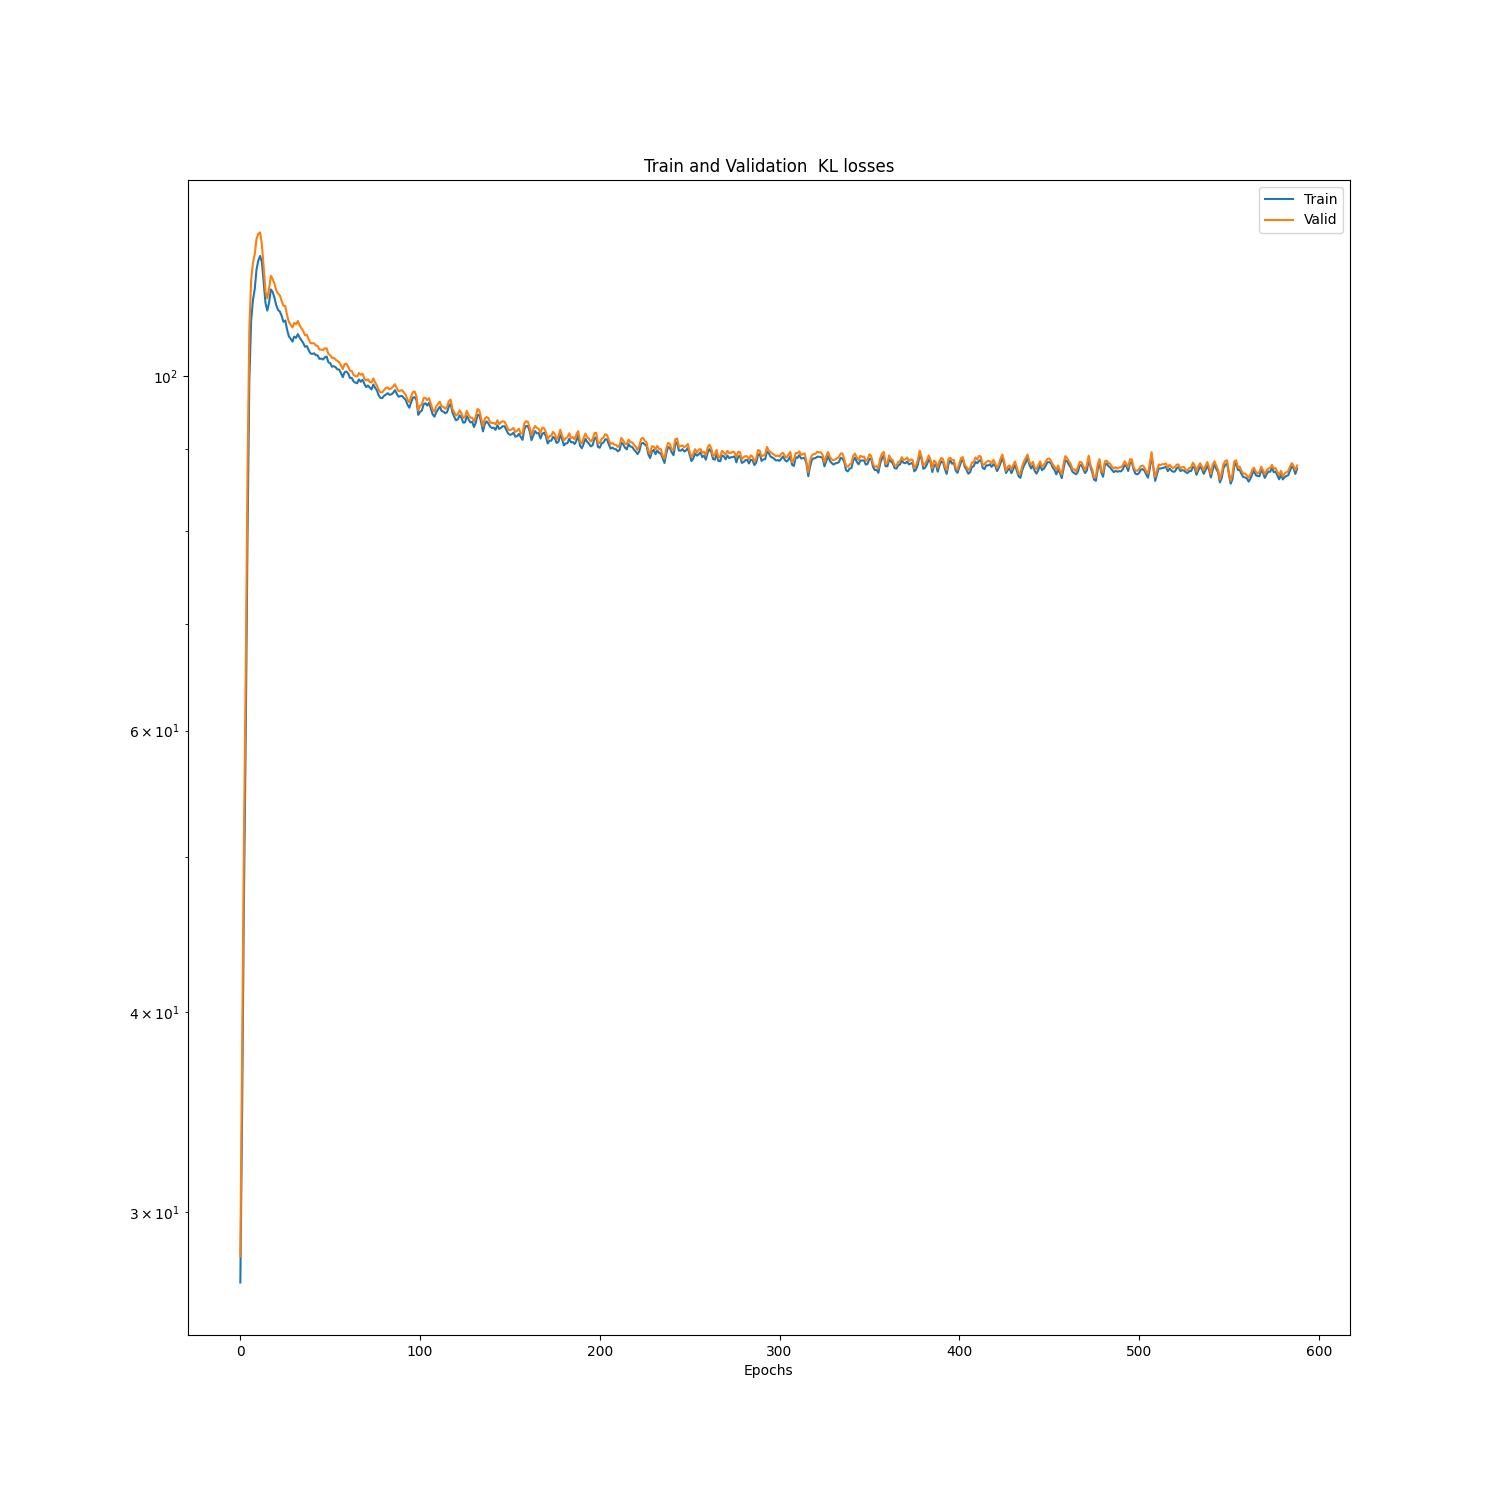 Train and Validation  KL losses
Train
Valid
10²
6 × 10¹
4 × 10¹
3 × 10¹
0 100 200 300 400 500 600
Epochs